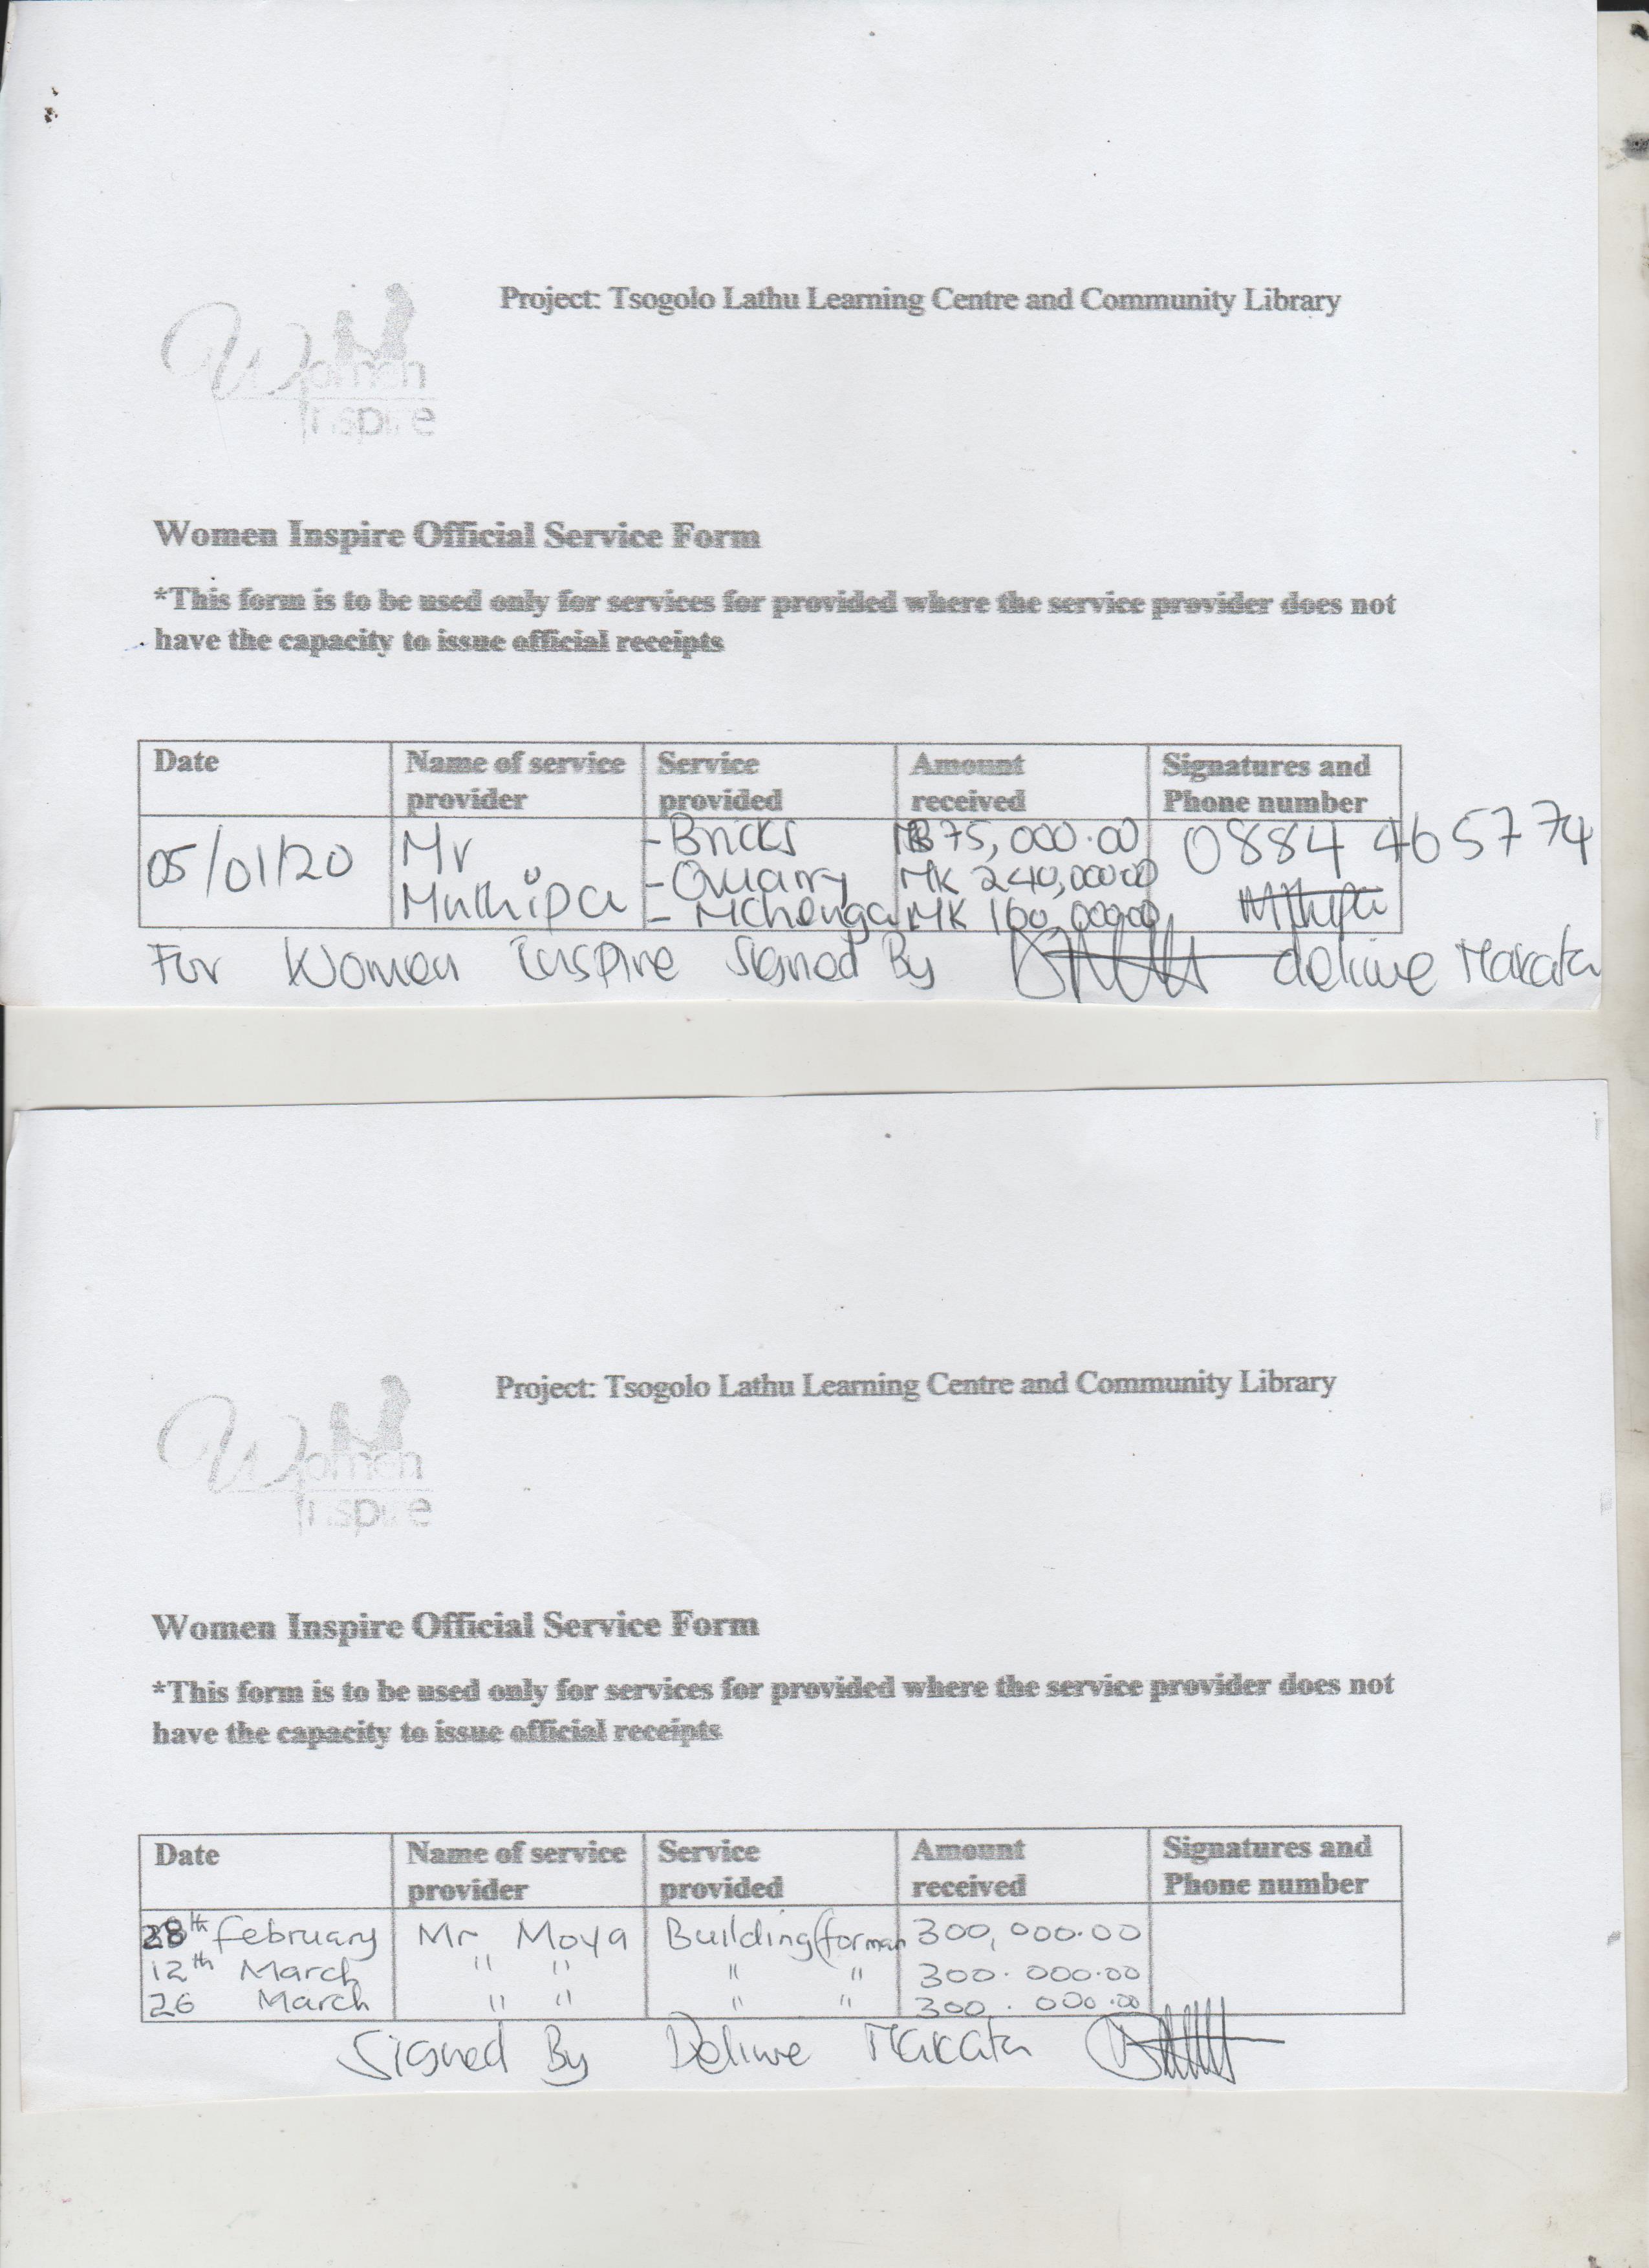 Project: Tsogolo Lathu Learning Centre and Community Library
Women
Inspire
Women Inspire Official Service Form
*This form is to be used only for services for provided where the service provider does not
have the capacity to issue official receipts
Date Name of service provider Service provided Amount received Signatures and Phone number
05/01/20 Mr - Bricks 75,000.00 0884 465774
- Quarry MK 240,000.00
- Mchenga MK 160,000.00
For Women Inspire Signed By Deliwe Makata
Project: Tsogolo Lathu Learning Centre and Community Library
Women
Inspire
Women Inspire Official Service Form
*This form is to be used only for services for provided where the service provider does not
have the capacity to issue official receipts
Date Name of service provider Service provided Amount received Signatures and Phone number
28th February Mr Moya Building (forman 300,000.00
12th March " " " " 300.000.00
26 March " " " " 300.000.00
Signed By Deliwe Makata